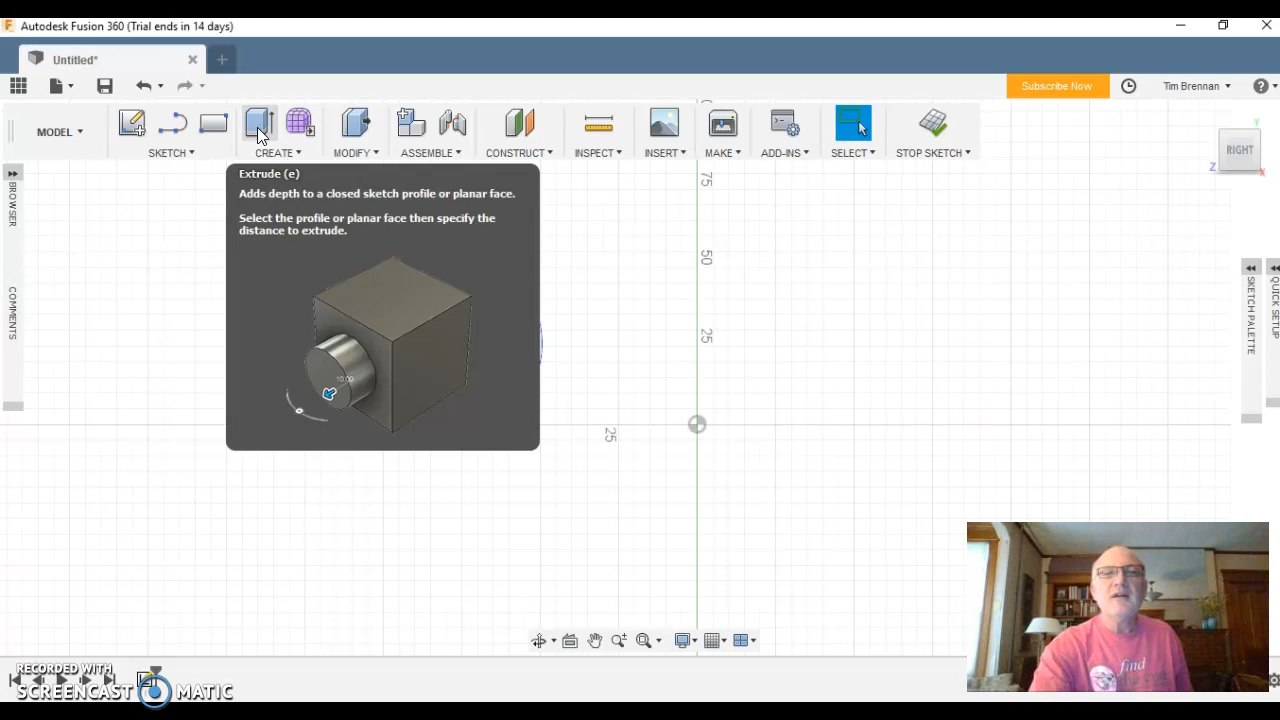 Autodesk Fusion 360 (Trial ends in 14 days)
Untitled*
Subscribe Now
Tim Brennan
MODEL
SKETCH
CREATE
MODIFY
ASSEMBLE
CONSTRUCT
INSPECT
INSERT
MAKE
ADD-INS
SELECT
STOP SKETCH
BROWSER
COMMENTS
Extrude (e)
Adds depth to a closed sketch profile or planar face.
Select the profile or planar face then specify the
distance to extrude.
10.00
75
50
25
25
Y
RIGHT
Z
X
SKETCH PALETTE
QUICK SETUP
find
RECORDED WITH
SCREENCAST MATIC